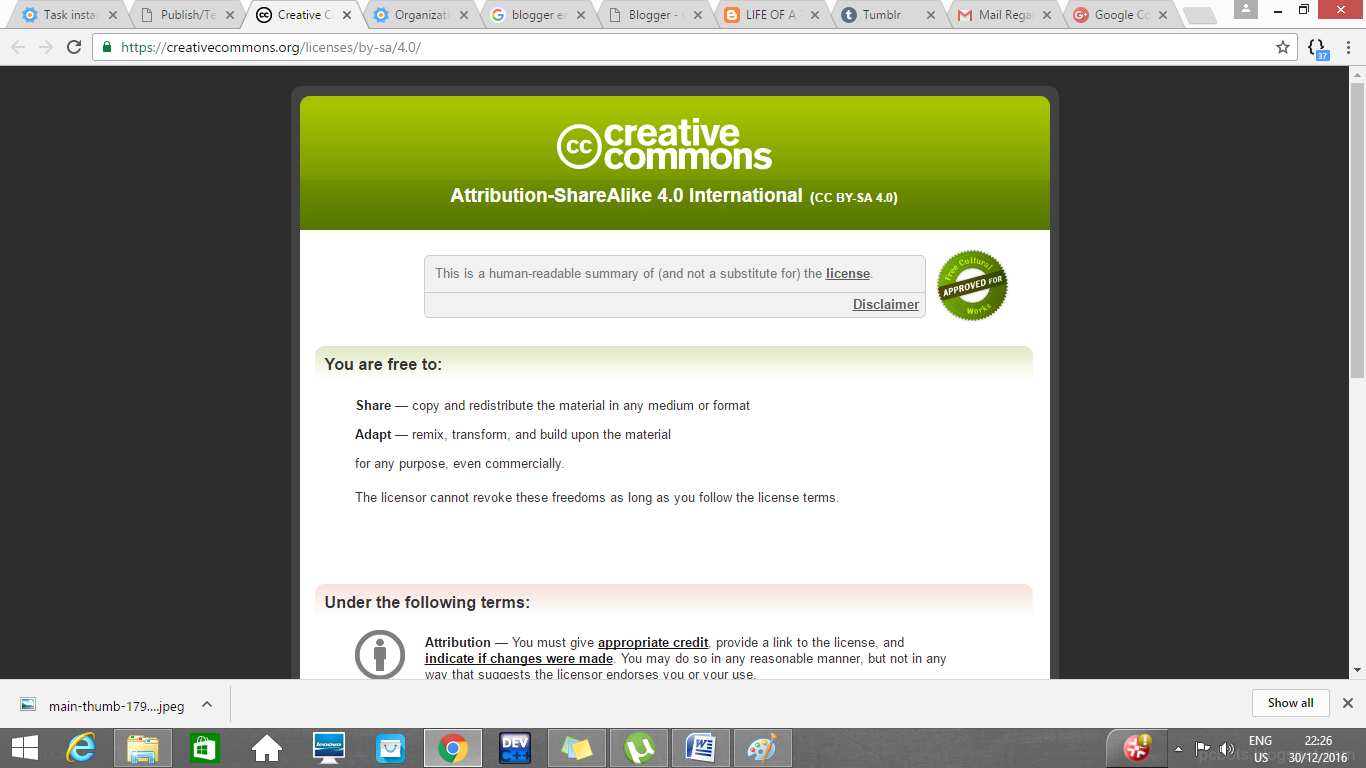 Task insta
Publish/Te
Creative C
Organizati
blogger e
Blogger -
LIFE OF A
Tumblr
Mail Rega
Google Co
https://creativecommons.org/licenses/by-sa/4.0/
37
cc creative
commons
Attribution-ShareAlike 4.0 International (CC BY-SA 4.0)
This is a human-readable summary of (and not a substitute for) the license.
Disclaimer
Free Cultural
APPROVED FOR
Works
You are free to:
Share — copy and redistribute the material in any medium or format
Adapt — remix, transform, and build upon the material
for any purpose, even commercially.
The licensor cannot revoke these freedoms as long as you follow the license terms.
Under the following terms:
Attribution — You must give appropriate credit, provide a link to the license, and
indicate if changes were made. You may do so in any reasonable manner, but not in any
way that suggests the licensor endorses you or your use.
main-thumb-179....jpeg
Show all
lenovo
DEV
C++
ENG
US
22:26
30/12/2016